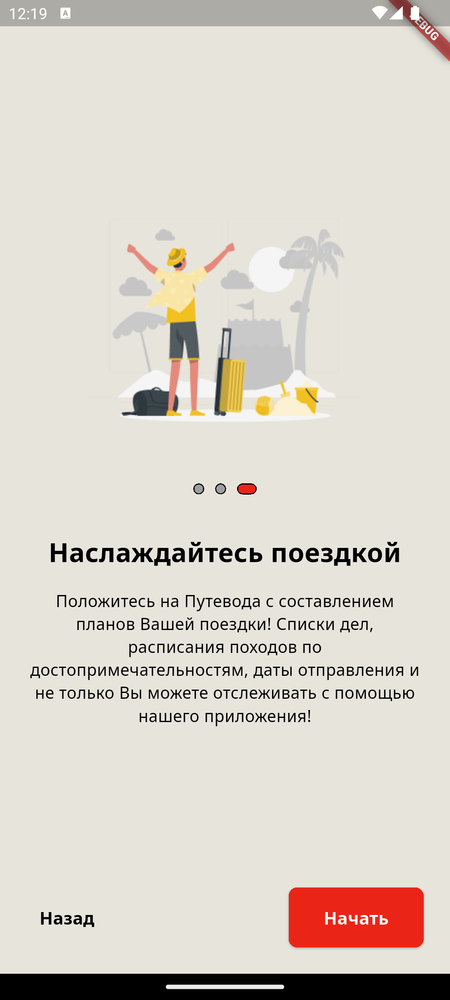 12:19
DEBUG
Наслаждайтесь поездкой
Положитесь на Путевода с составлением
планов Вашей поездки! Списки дел,
расписания походов по
достопримечательностям, даты отправления и
не только Вы можете отслеживать с помощью
нашего приложения!
Назад
Начать